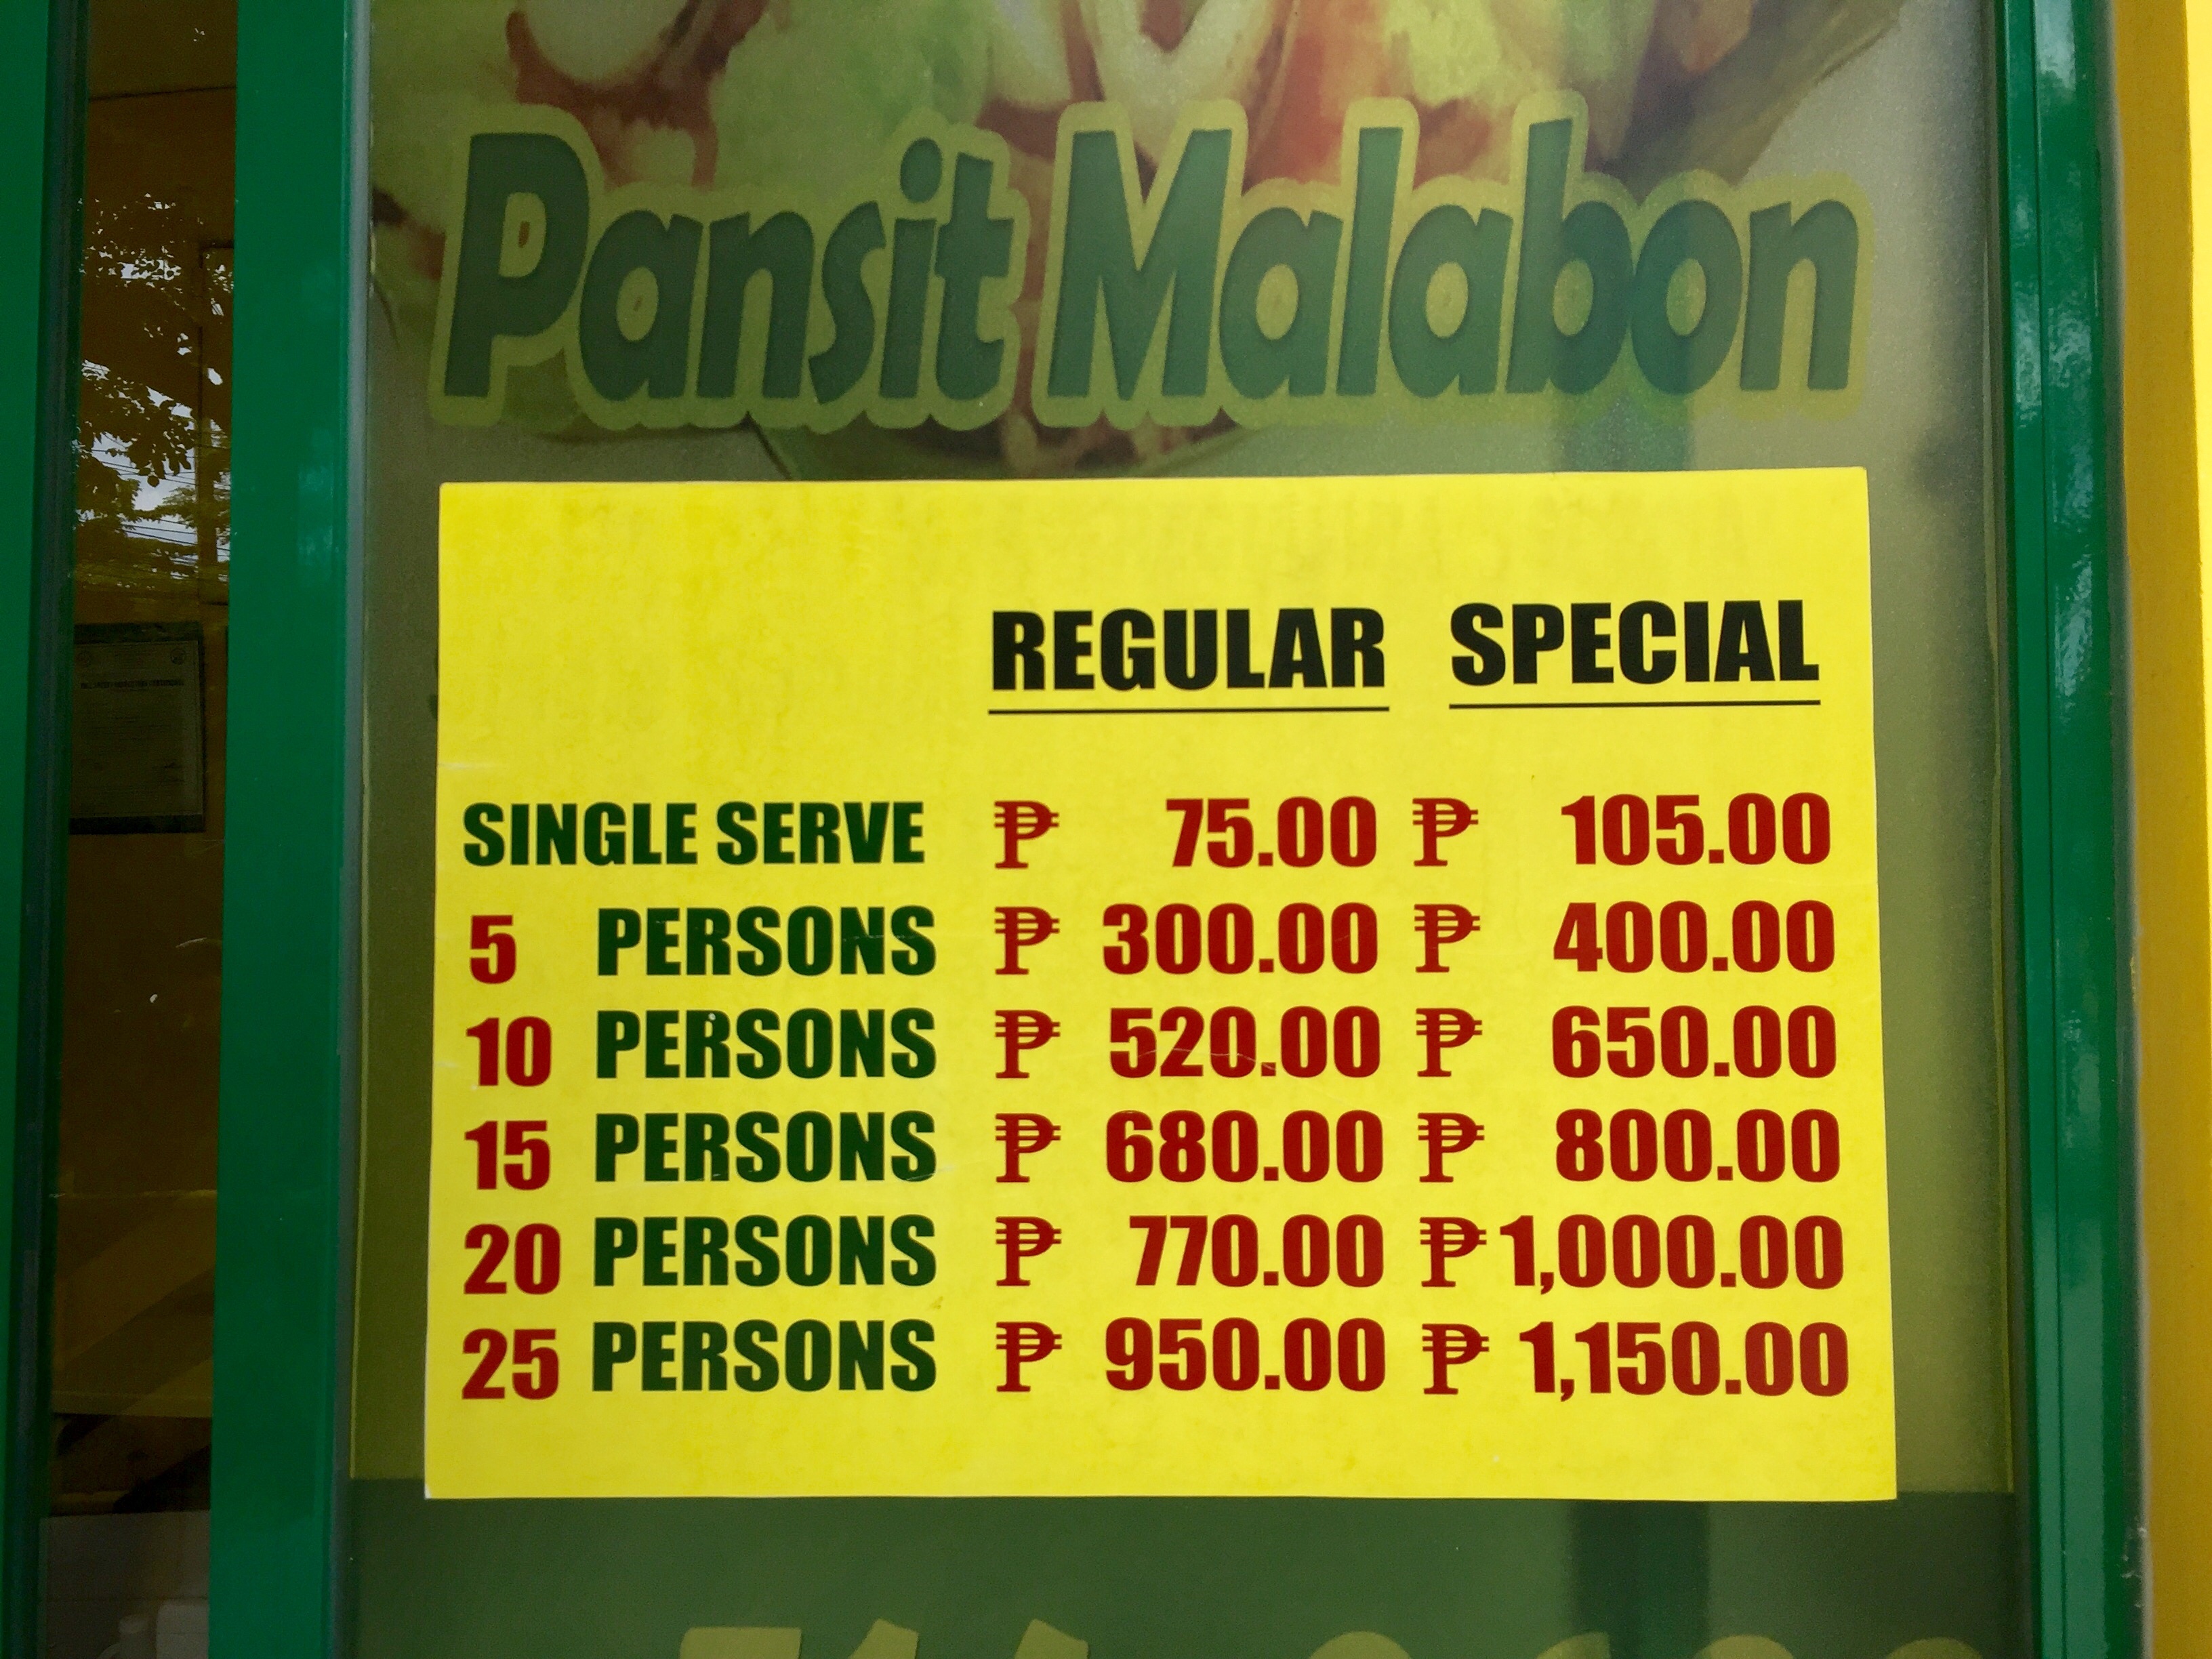 Pansit Malabon
REGULAR SPECIAL
SINGLE SERVE ₱ 75.00 ₱ 105.00
5 PERSONS ₱ 300.00 ₱ 400.00
10 PERSONS ₱ 520.00 ₱ 650.00
15 PERSONS ₱ 680.00 ₱ 800.00
20 PERSONS ₱ 770.00 ₱ 1,000.00
25 PERSONS ₱ 950.00 ₱ 1,150.00